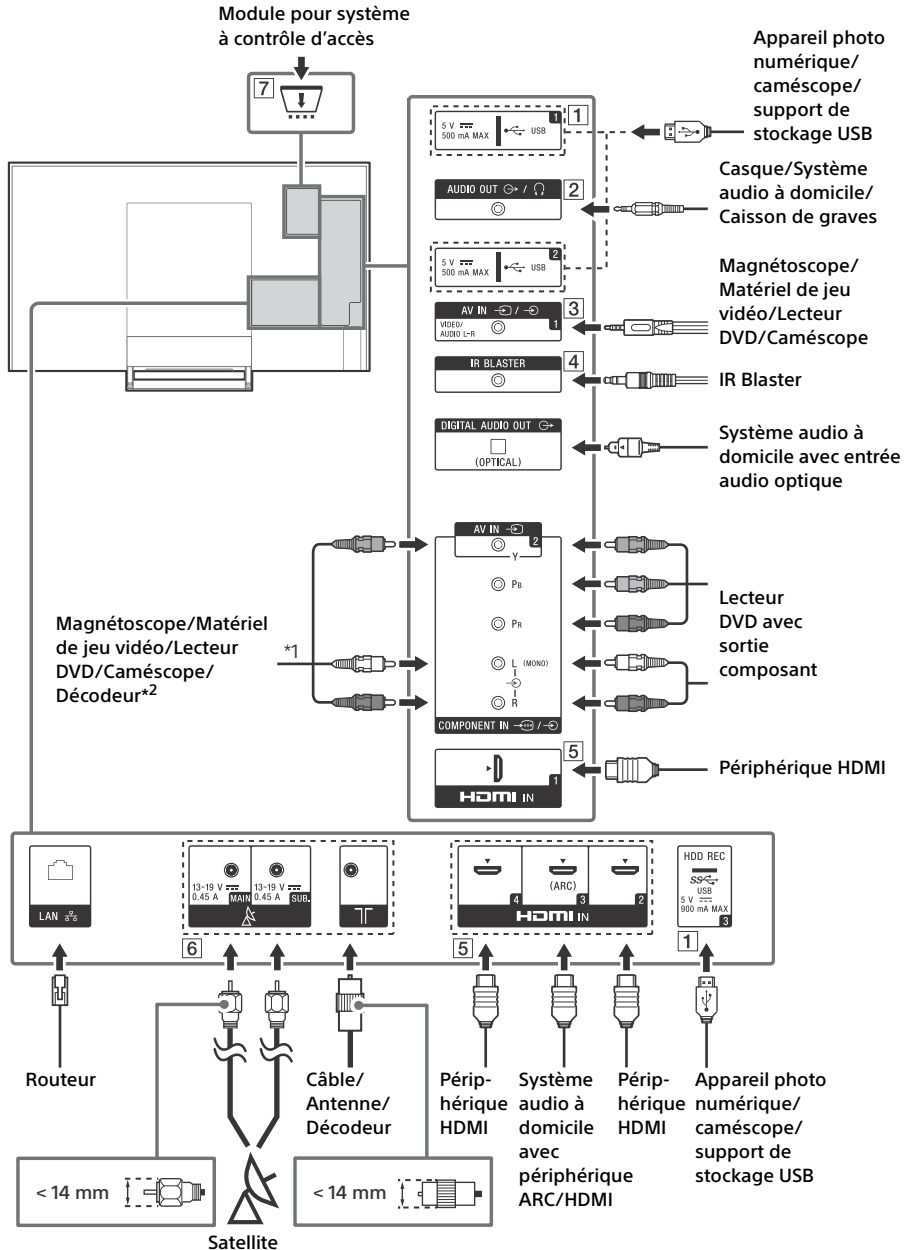 Module pour système
à contrôle d'accès
7
Appareil photo
numérique/
caméscope/
support de
stockage USB
1
1
5 V
500 mA MAX
USB
AUDIO OUT /
2
Casque/Système
audio à domicile/
Caisson de graves
2
5 V
500 mA MAX
USB
AV IN /
3
VIDEO/
AUDIO L-R
1
Magnétoscope/
Matériel de jeu
vidéo/Lecteur
DVD/Caméscope
IR BLASTER
4
IR Blaster
DIGITAL AUDIO OUT
(OPTICAL)
Système audio à
domicile avec entrée
audio optique
AV IN
2
Y
PB
PR
L (MONO)
R
COMPONENT IN /
Magnétoscope/Matériel
de jeu vidéo/Lecteur
DVD/Caméscope/
Décodeur*2
*1
Lecteur
DVD avec
sortie
composant
5
1
HDMI IN
Périphérique HDMI
LAN
13-19 V
0.45 A
MAIN
13-19 V
0.45 A
SUB.
6
4
(ARC)
3
2
HDMI IN
5
HDD REC
SS
USB
5 V
900 mA MAX
3
1
Routeur
Câble/
Antenne/
Décodeur
Périp-
hérique
HDMI
Système
audio à
domicile
avec
périphérique
ARC/HDMI
Périp-
hérique
HDMI
Appareil photo
numérique/
caméscope/
support de
stockage USB
< 14 mm
< 14 mm
Satellite